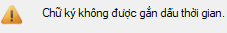 Chữ ký không được gắn dấu thời gian.